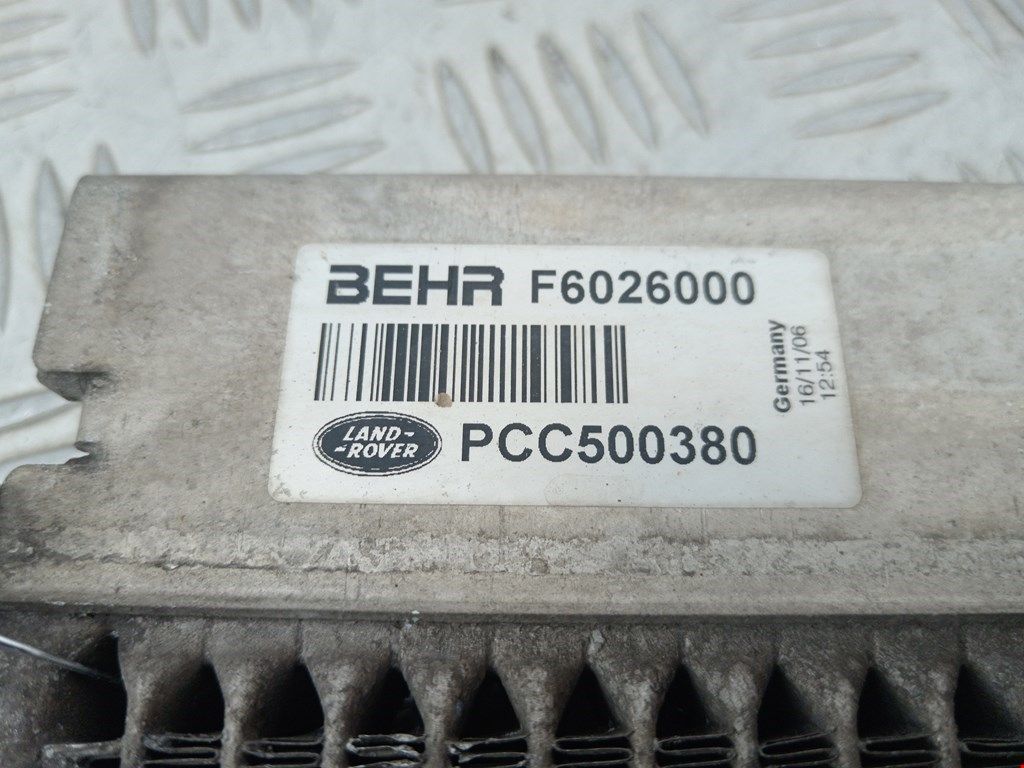 BEHR F6026000
LAND-
-ROVER
PCC500380
Germany
16/11/06
12:54